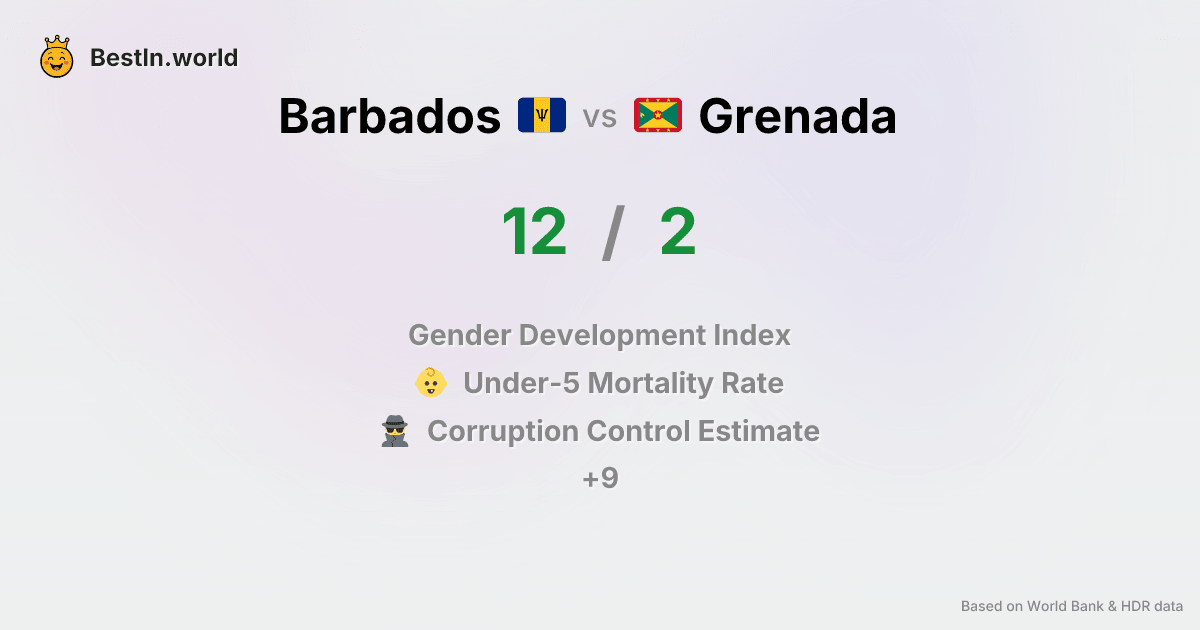 BestIn.world
Barbados vs Grenada
12 / 2
Gender Development Index
Under-5 Mortality Rate
Corruption Control Estimate
+9
Based on World Bank & HDR data